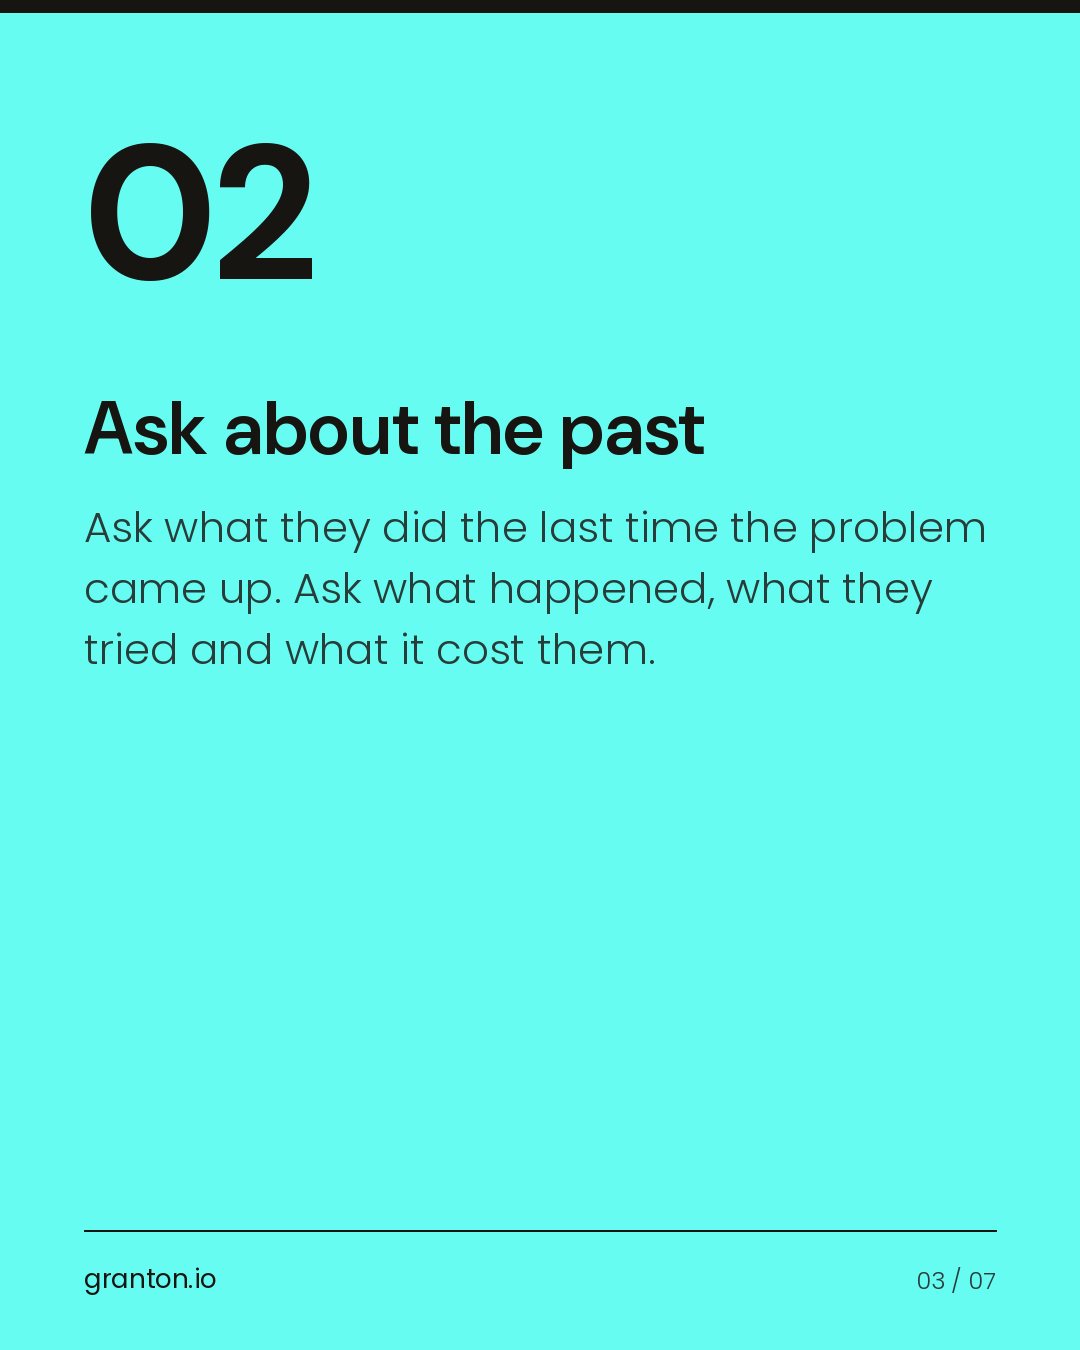 02
Ask about the past
Ask what they did the last time the problem
came up. Ask what happened, what they
tried and what it cost them.
granton.io
03 / 07